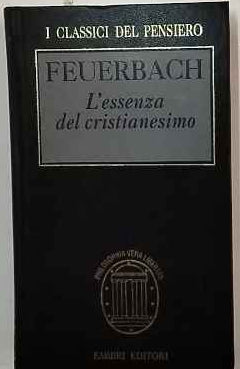 I CLASSICI DEL PENSIERO
FEUERBACH
L'essenza
del cristianesimo
FABBRI EDITORI